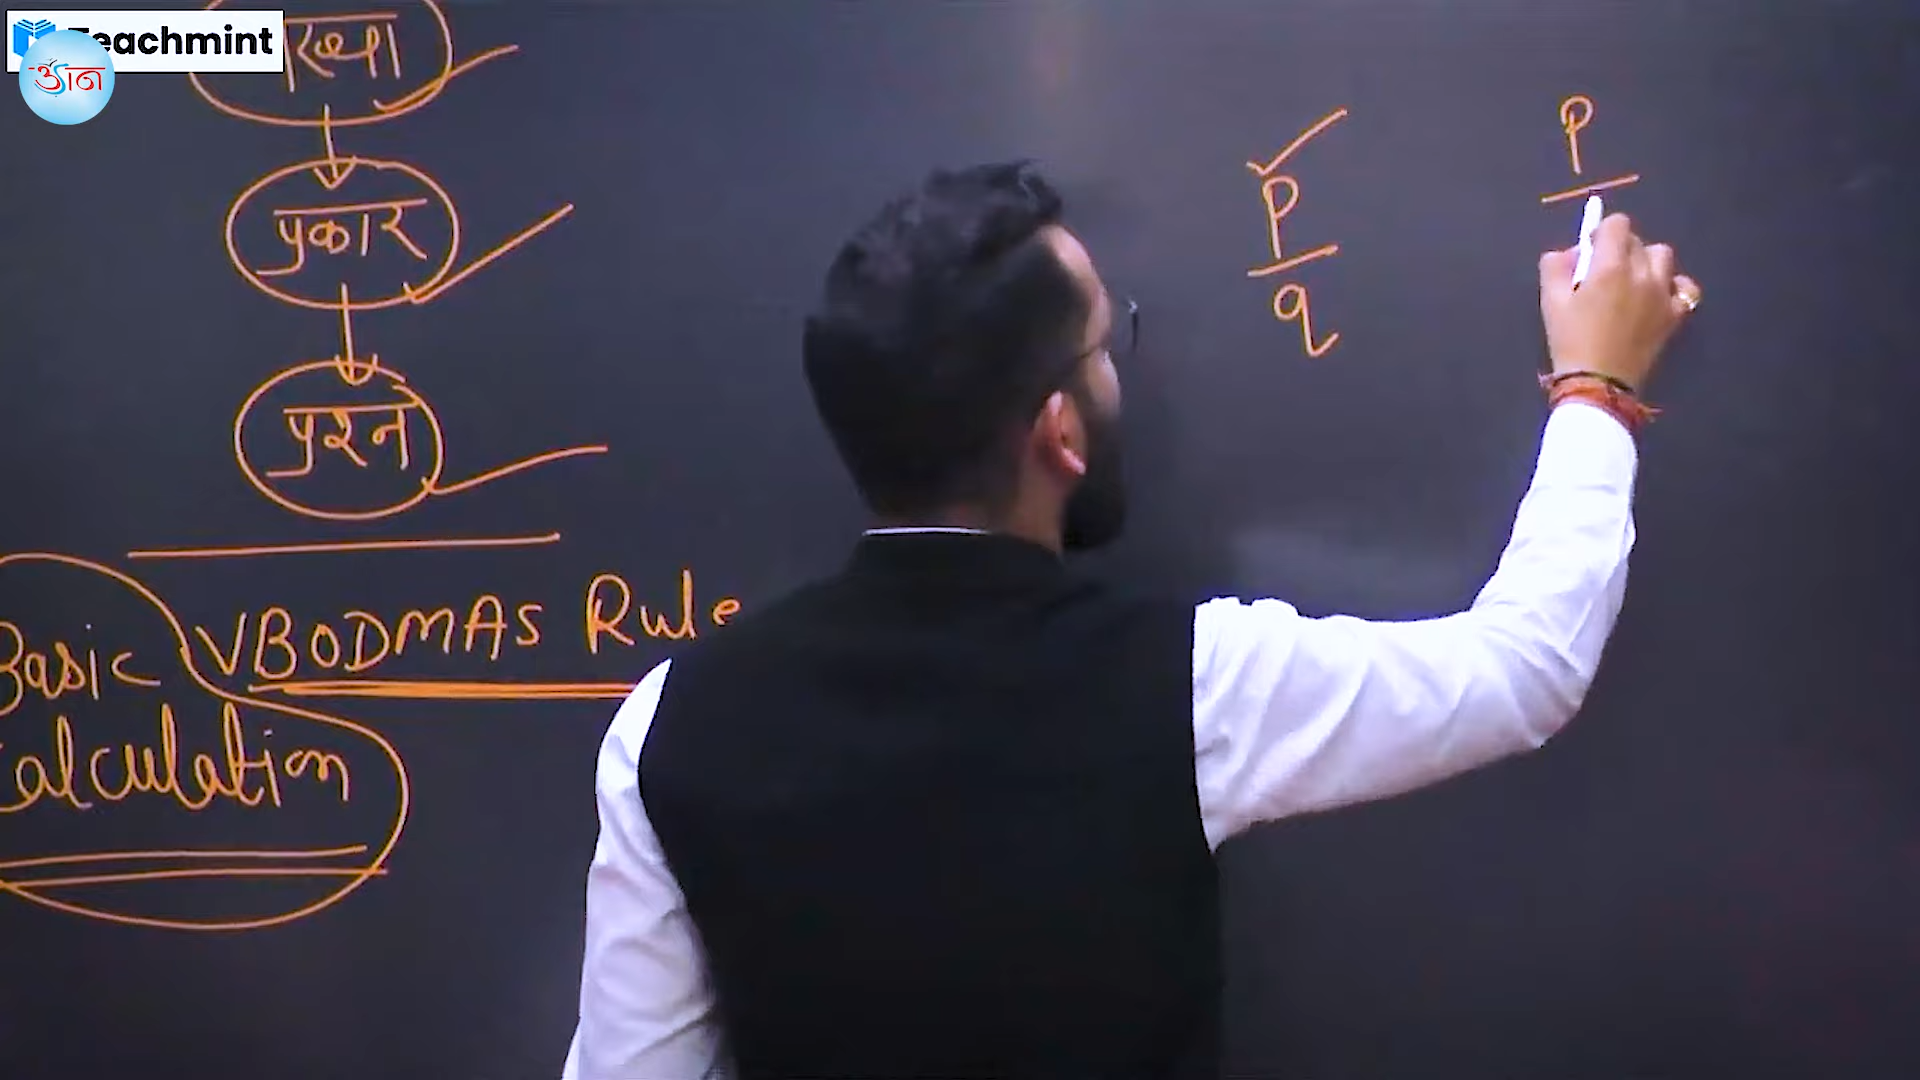 Teachmint
प्रकार
प्रश्न
Basic VBODMAS Rule
Calculation
P
q
P